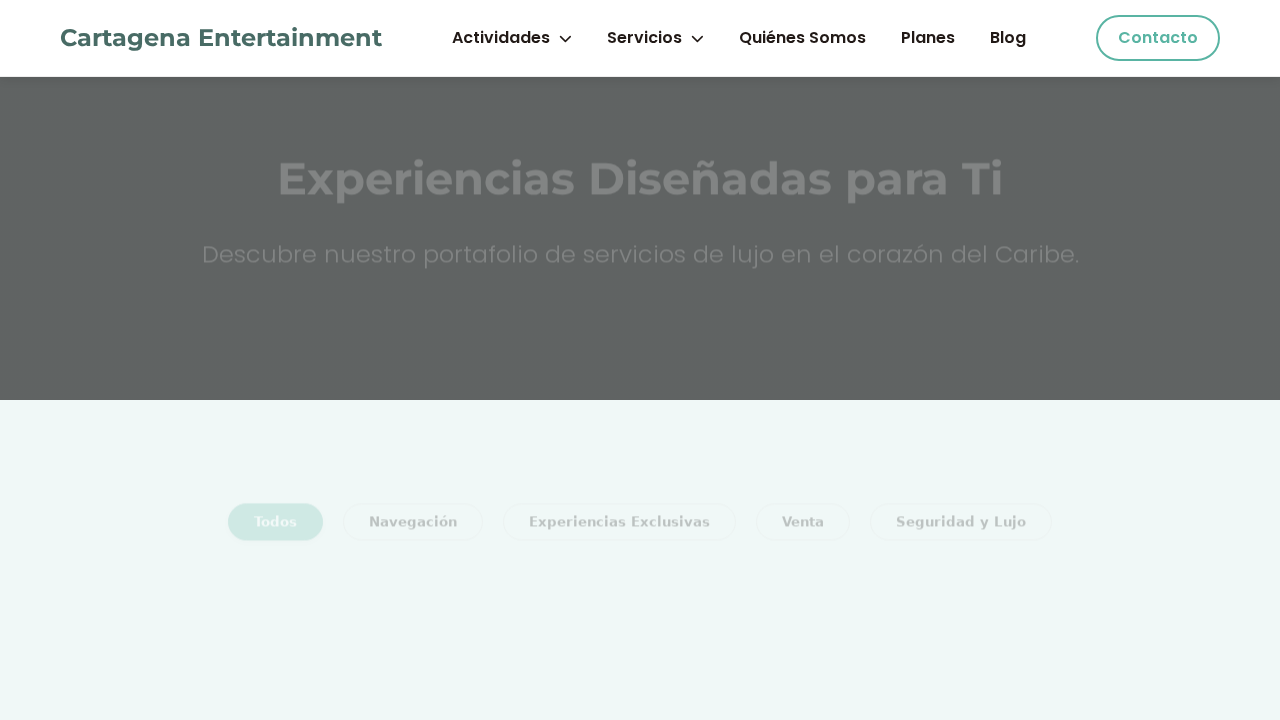 Cartagena Entertainment
Actividades Servicios Quiénes Somos Planes Blog Contacto
Experiencias Diseñadas para Ti
Descubre nuestro portafolio de servicios de lujo en el corazón del Caribe.
Todos Navegación Experiencias Exclusivas Venta Seguridad y Lujo